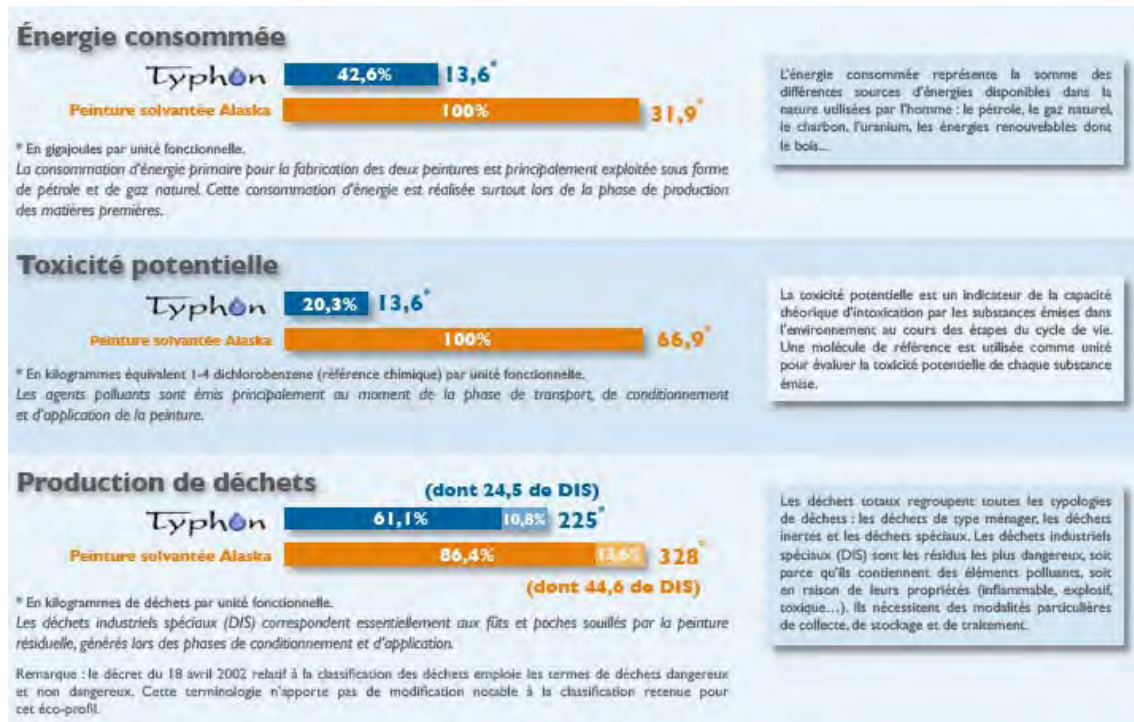 Énergie consommée
Typhon 42,6% 13,6*
Peinture solvantée Alaska 100% 31,9*
* En gigajoules par unité fonctionnelle.
La consommation d'énergie primaire pour la fabrication des deux peintures est principalement exploitée sous forme
de pétrole et de gaz naturel. Cette consommation d'énergie est réalisée surtout lors de la phase de production
des matières premières.
L'énergie consommée représente la somme des
différentes sources d'énergies disponibles dans la
nature utilisées par l'homme : le pétrole, le gaz naturel,
le charbon, l'uranium, les énergies renouvelables dont
le bois...
Toxicité potentielle
Typhon 20,3% 13,6*
Peinture solvantée Alaska 100% 66,9*
* En kilogrammes équivalent 1-4 dichlorobenzene (référence chimique) par unité fonctionnelle.
Les agents polluants sont émis principalement au moment de la phase de transport, de conditionnement
et d'application de la peinture.
La toxicité potentielle est un indicateur de la capacité
théorique d'intoxication par les substances émises dans
l'environnement au cours des étapes du cycle de vie.
Une molécule de référence est utilisée comme unité
pour évaluer la toxicité potentielle de chaque substance
émise.
Production de déchets
(dont 24,5 de DIS)
Typhon 61,1% 10,8% 225*
Peinture solvantée Alaska 86,4% 13,6% 328*
(dont 44,6 de DIS)
* En kilogrammes de déchets par unité fonctionnelle.
Les déchets industriels spéciaux (DIS) correspondent essentiellement aux fûts et poches souillés par la peinture
résiduelle, générés lors des phases de conditionnement et d'application.
Remarque : le décret du 18 avril 2002 relatif à la classification des déchets emploie les termes de déchets dangereux
et non dangereux. Cette terminologie n'apporte pas de modification notable à la classification retenue pour
cet éco-profil.
Les déchets totaux regroupent toutes les typologies
de déchets : les déchets de type ménager, les déchets
inertes et les déchets spéciaux. Les déchets industriels
spéciaux (DIS) sont les résidus les plus dangereux, soit
parce qu'ils contiennent des éléments polluants, soit
en raison de leurs propriétés (inflammable, explosif,
toxique...). Ils nécessitent des modalités particulières
de collecte, de stockage et de traitement.